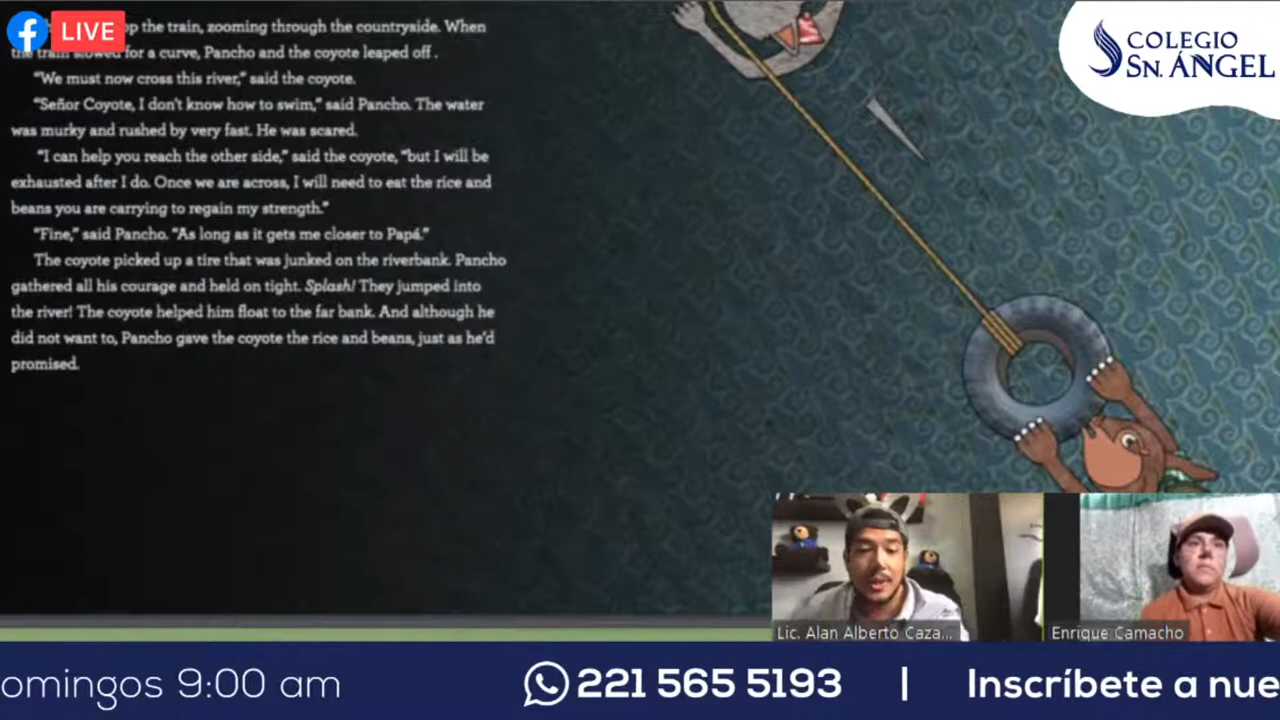 op the train, zooming through the countryside. When
LIVE
the train slowed for a curve, Pancho and the coyote leaped off .
“We must now cross this river,” said the coyote.
“Señor Coyote, I don't know how to swim,” said Pancho. The water
was murky and rushed by very fast. He was scared.
“I can help you reach the other side,” said the coyote, “but I will be
exhausted after I do. Once we are across, I will need to eat the rice and
beans you are carrying to regain my strength.”
“Fine,” said Pancho. “As long as it gets me closer to Papá.”
The coyote picked up a tire that was junked on the riverbank. Pancho
gathered all his courage and held on tight. Splash! They jumped into
the river! The coyote helped him float to the far bank. And although he
did not want to, Pancho gave the coyote the rice and beans, just as he'd
promised.
COLEGIO
SN. ÁNGEL
Lic. Alan Alberto Caza...
Enrique Camacho
omingos 9:00 am
221 565 5193
|
Inscríbete a nue